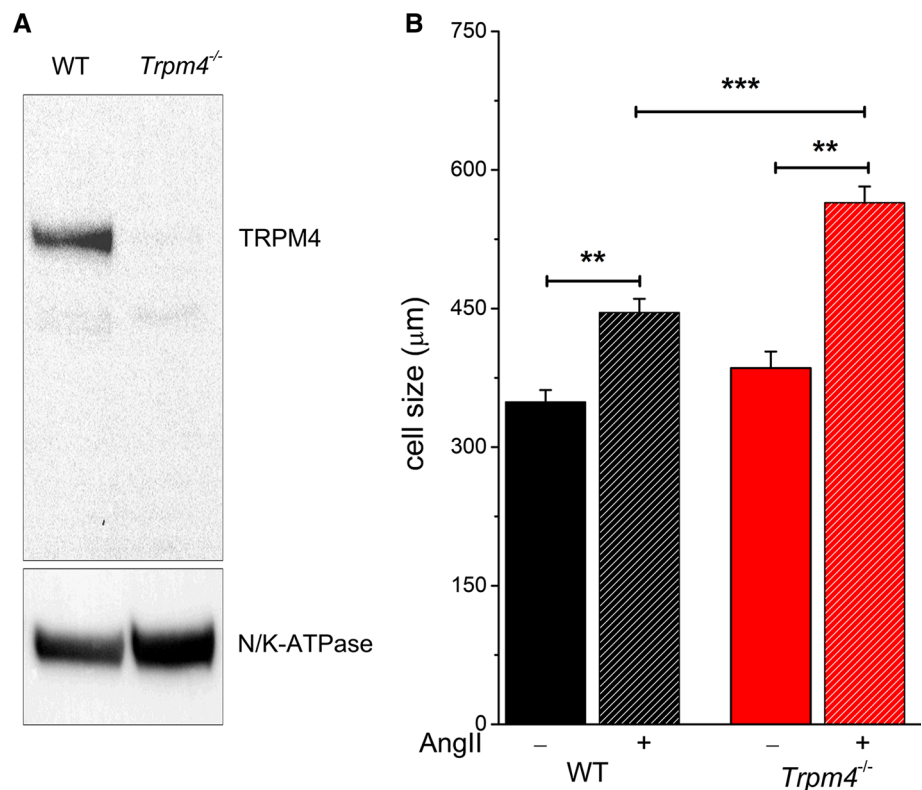 A
WT Trpm4-/-
TRPM4
N/K-ATPase
B
750
600
450
300
150
0
cell size (μm)
***
**
**
AngII – + – +
WT Trpm4-/-